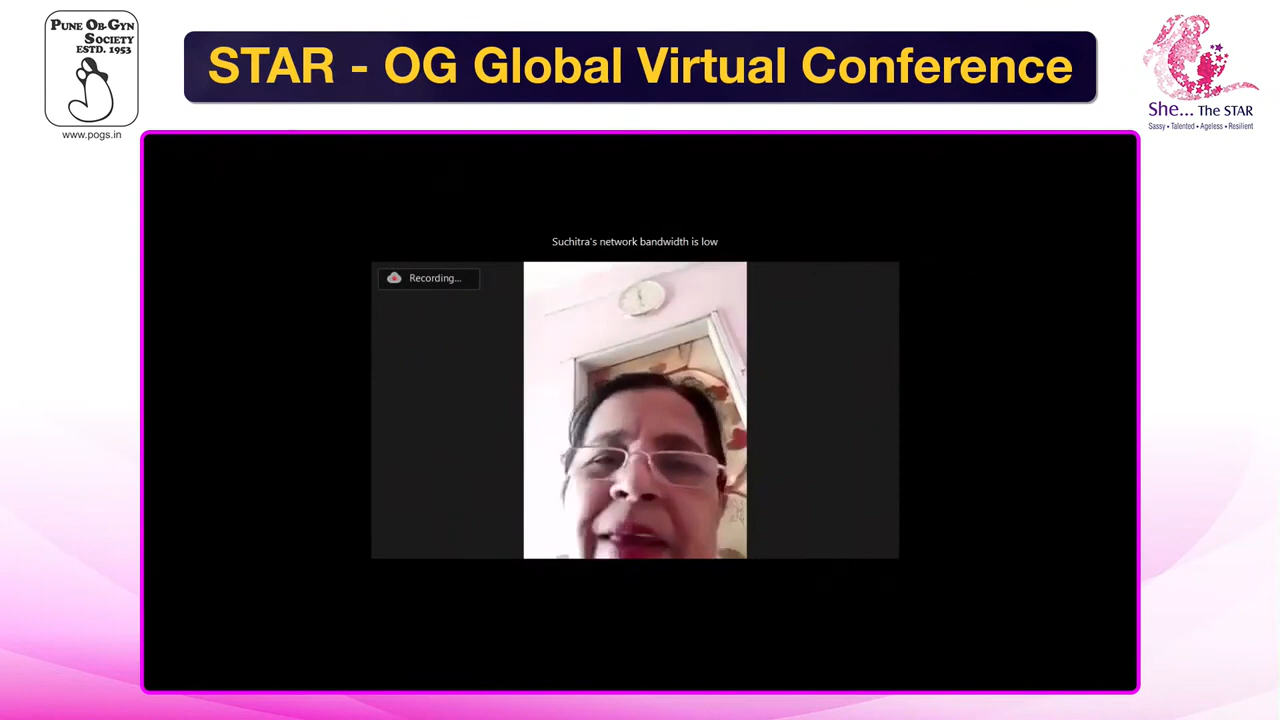 PUNE OB-GYN
SOCIETY
ESTD. 1953
www.pogs.in
STAR - OG Global Virtual Conference
She... THE STAR
Sassy • Talented • Ageless • Resilient
Suchitra's network bandwidth is low
Recording...